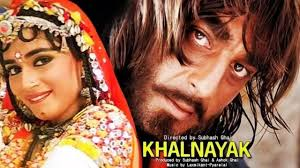 Directed by Subhash Ghai
KHALNAYAK
Produced by Subhash Ghai & Ashok Ghai
Music by Laxmikant-Pyarelal